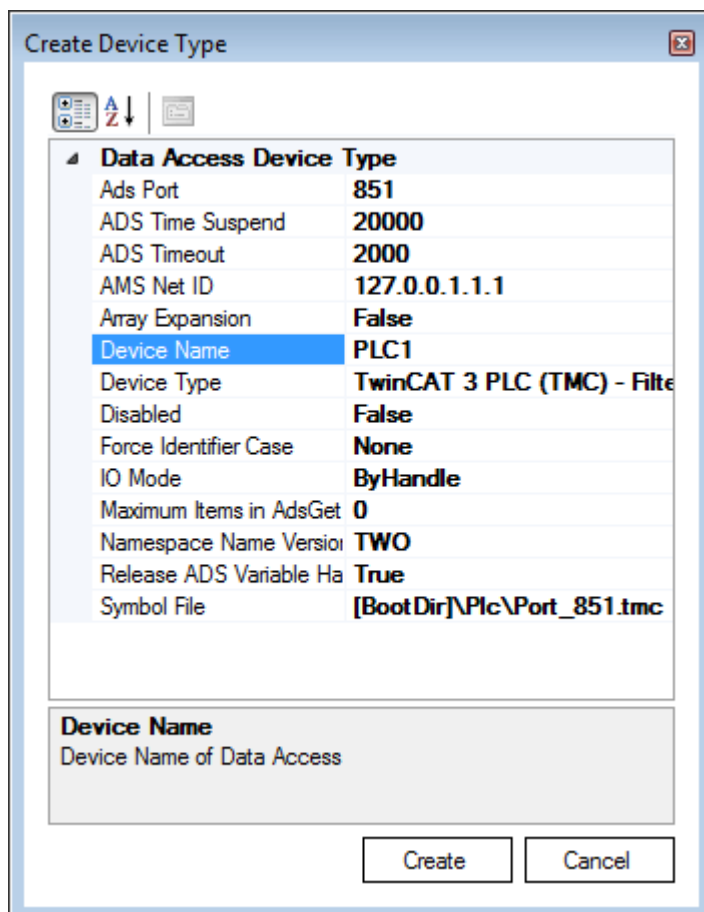 Create Device Type
Data Access Device Type
Ads Port 851
ADS Time Suspend 20000
ADS Timeout 2000
AMS Net ID 127.0.0.1.1.1
Array Expansion False
Device Name PLC1
Device Type TwinCAT 3 PLC (TMC) - Filte
Disabled False
Force Identifier Case None
IO Mode ByHandle
Maximum Items in AdsGet 0
Namespace Name Version TWO
Release ADS Variable Ha True
Symbol File [BootDir]\Plc\Port_851.tmc
Device Name
Device Name of Data Access
Create Cancel